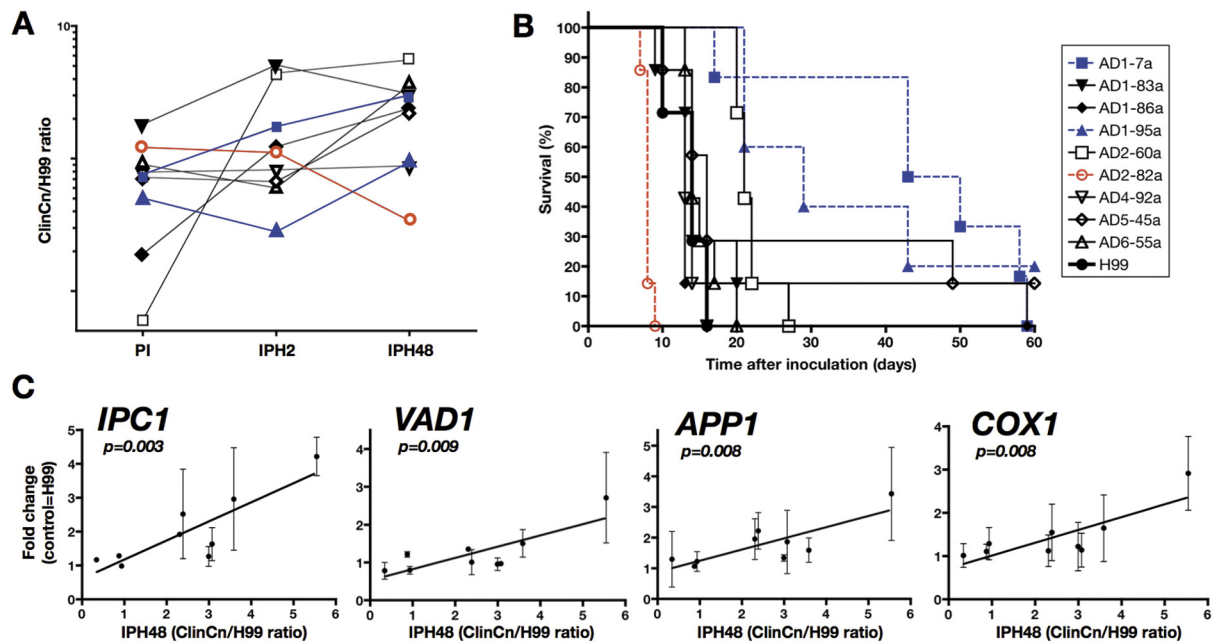 A
10
ClinCn/H99 ratio
PI IPH2 IPH48
B
100
90
80
70
60
50
40
30
20
10
0
Survival (%)
0 10 20 30 40 50 60
Time after inoculation (days)
AD1-7a
AD1-83a
AD1-86a
AD1-95a
AD2-60a
AD2-82a
AD4-92a
AD5-45a
AD6-55a
H99
C
Fold change
(control=H99)
IPC1
p=0.003
5
4
3
2
1
0
0 1 2 3 4 5 6
IPH48 (ClinCn/H99 ratio)
VAD1
p=0.009
4
3
2
1
0
0 1 2 3 4 5 6
IPH48 (ClinCn/H99 ratio)
APP1
p=0.008
5
4
3
2
1
0
0 1 2 3 4 5 6
IPH48 (ClinCn/H99 ratio)
COX1
p=0.008
4
3
2
1
0
0 1 2 3 4 5 6
IPH48 (ClinCn/H99 ratio)